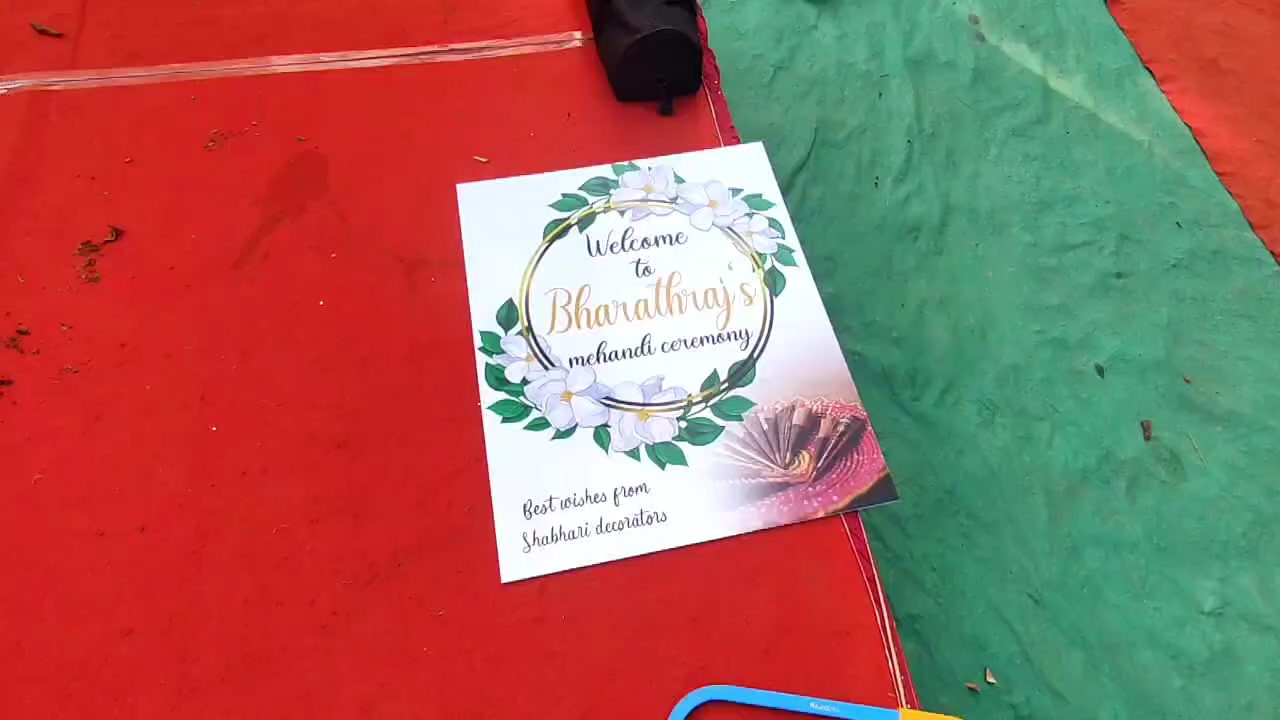 Welcome
to
Bharathraj's
mehandi ceremony
Best wishes from
Shabhari decorators